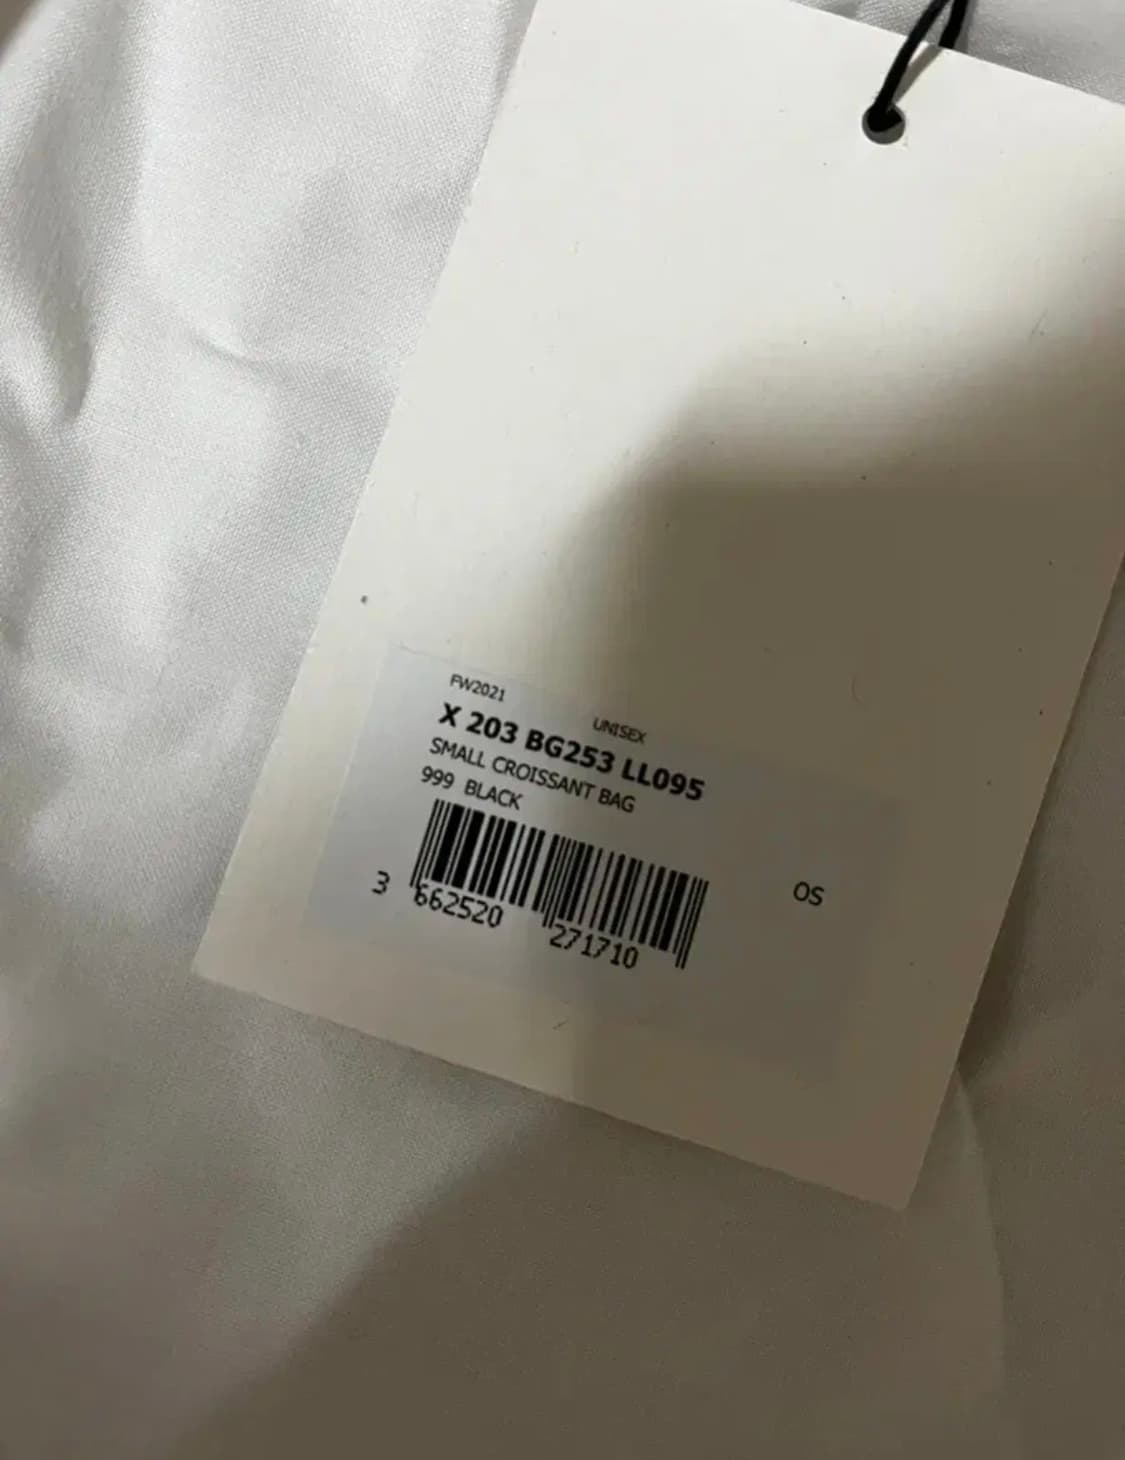 FW2021
UNISEX
X 203 BG253 LL095
SMALL CROISSANT BAG
999 BLACK
OS
3 662520 271710